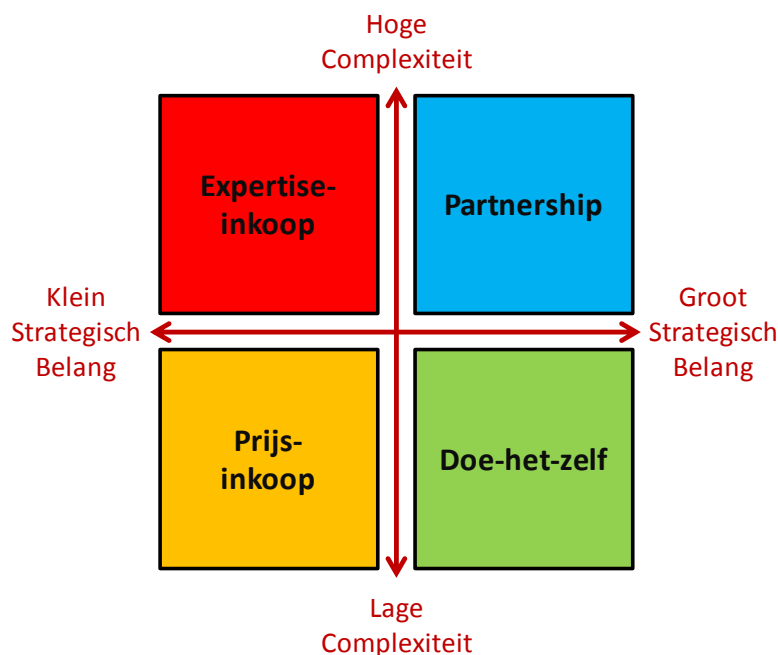 Hoge
Complexiteit
Expertise-
inkoop
Partnership
Klein
Strategisch
Belang
Groot
Strategisch
Belang
Prijs-
inkoop
Doe-het-zelf
Lage
Complexiteit